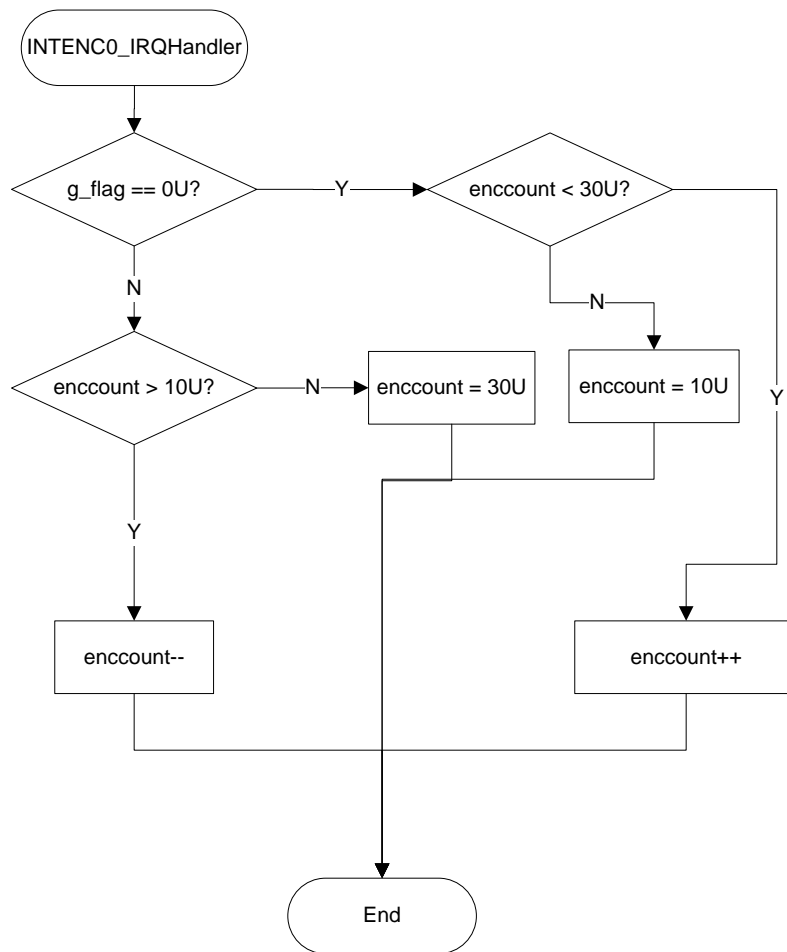 INTENC0_IRQHandler
g_flag == 0U?
Y
enccount < 30U?
N
N
enccount > 10U?
N
enccount = 30U
enccount = 10U
Y
Y
enccount--
enccount++
End